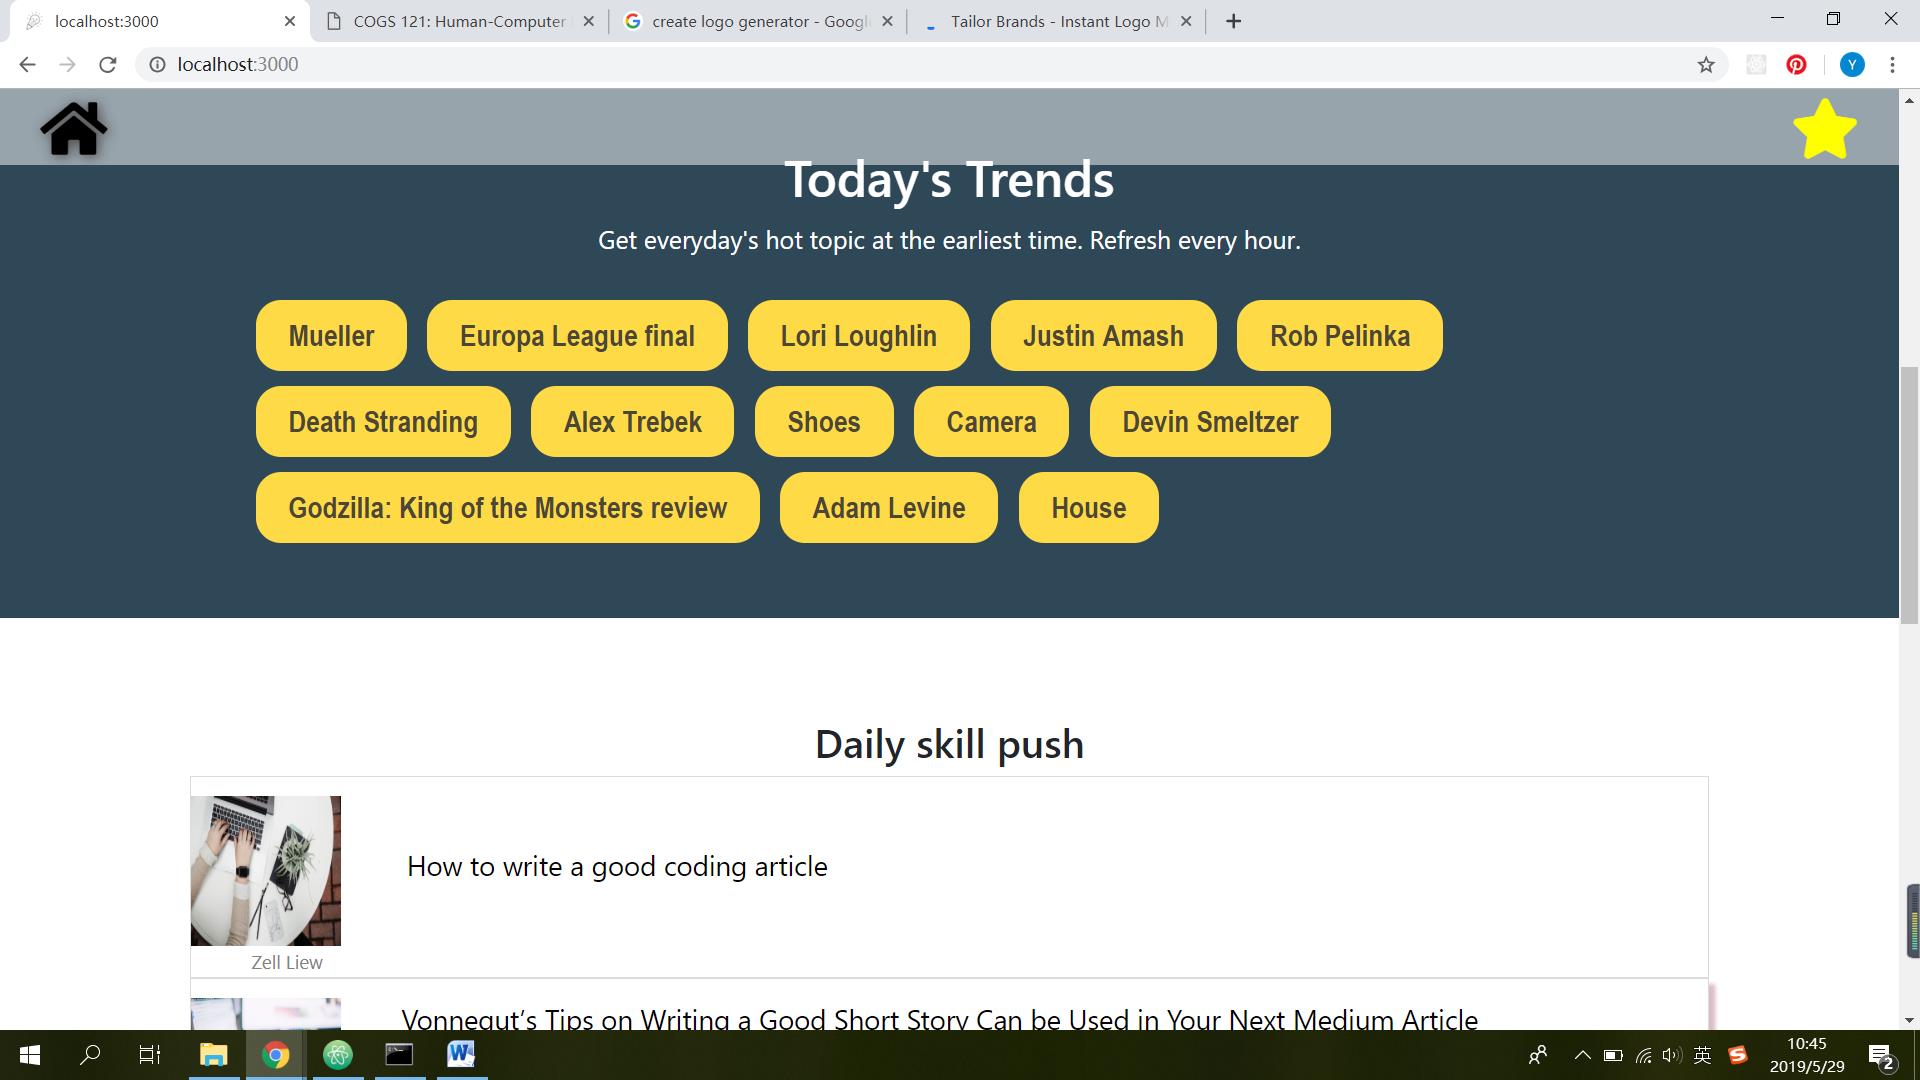 localhost:3000
COGS 121: Human-Computer
create logo generator - Googl
Tailor Brands - Instant Logo M
localhost:3000
Y
Today's Trends
Get everyday's hot topic at the earliest time. Refresh every hour.
Mueller
Europa League final
Lori Loughlin
Justin Amash
Rob Pelinka
Death Stranding
Alex Trebek
Shoes
Camera
Devin Smeltzer
Godzilla: King of the Monsters review
Adam Levine
House
Daily skill push
How to write a good coding article
Zell Liew
Vonnegut’s Tips on Writing a Good Short Story Can be Used in Your Next Medium Article
英
10:45
2019/5/29
2